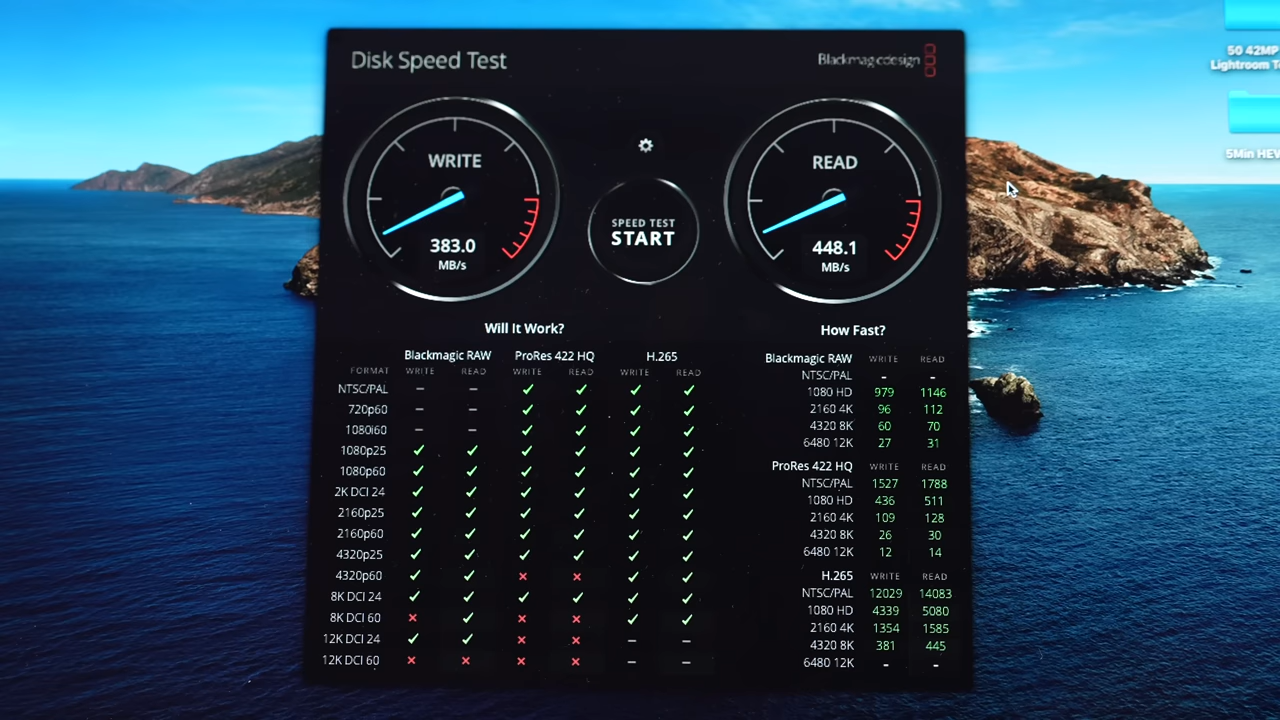 Disk Speed Test
Blackmagicdesign
50 42MP
Lightroom Te
5Min HEV
WRITE
383.0
MB/s
SPEED TEST
START
READ
448.1
MB/s
Will It Work?
Blackmagic RAW ProRes 422 HQ H.265
FORMAT WRITE READ WRITE READ WRITE READ
NTSC/PAL – – ✓ ✓ ✓ ✓
720p60 – – ✓ ✓ ✓ ✓
1080i60 – – ✓ ✓ ✓ ✓
1080p25 ✓ ✓ ✓ ✓ ✓ ✓
1080p60 ✓ ✓ ✓ ✓ ✓ ✓
2K DCI 24 ✓ ✓ ✓ ✓ ✓ ✓
2160p25 ✓ ✓ ✓ ✓ ✓ ✓
2160p60 ✓ ✓ ✓ ✓ ✓ ✓
4320p25 ✓ ✓ ✓ ✓ ✓ ✓
4320p60 ✓ ✓ × × ✓ ✓
8K DCI 24 ✓ ✓ ✓ ✓ ✓ ✓
8K DCI 60 × ✓ × × ✓ ✓
12K DCI 24 ✓ ✓ × × – –
12K DCI 60 × × × × – –
How Fast?
Blackmagic RAW WRITE READ
NTSC/PAL - -
1080 HD 979 1146
2160 4K 96 112
4320 8K 60 70
6480 12K 27 31
ProRes 422 HQ WRITE READ
NTSC/PAL 1527 1788
1080 HD 436 511
2160 4K 109 128
4320 8K 26 30
6480 12K 12 14
H.265 WRITE READ
NTSC/PAL 12029 14083
1080 HD 4339 5080
2160 4K 1354 1585
4320 8K 381 445
6480 12K - -